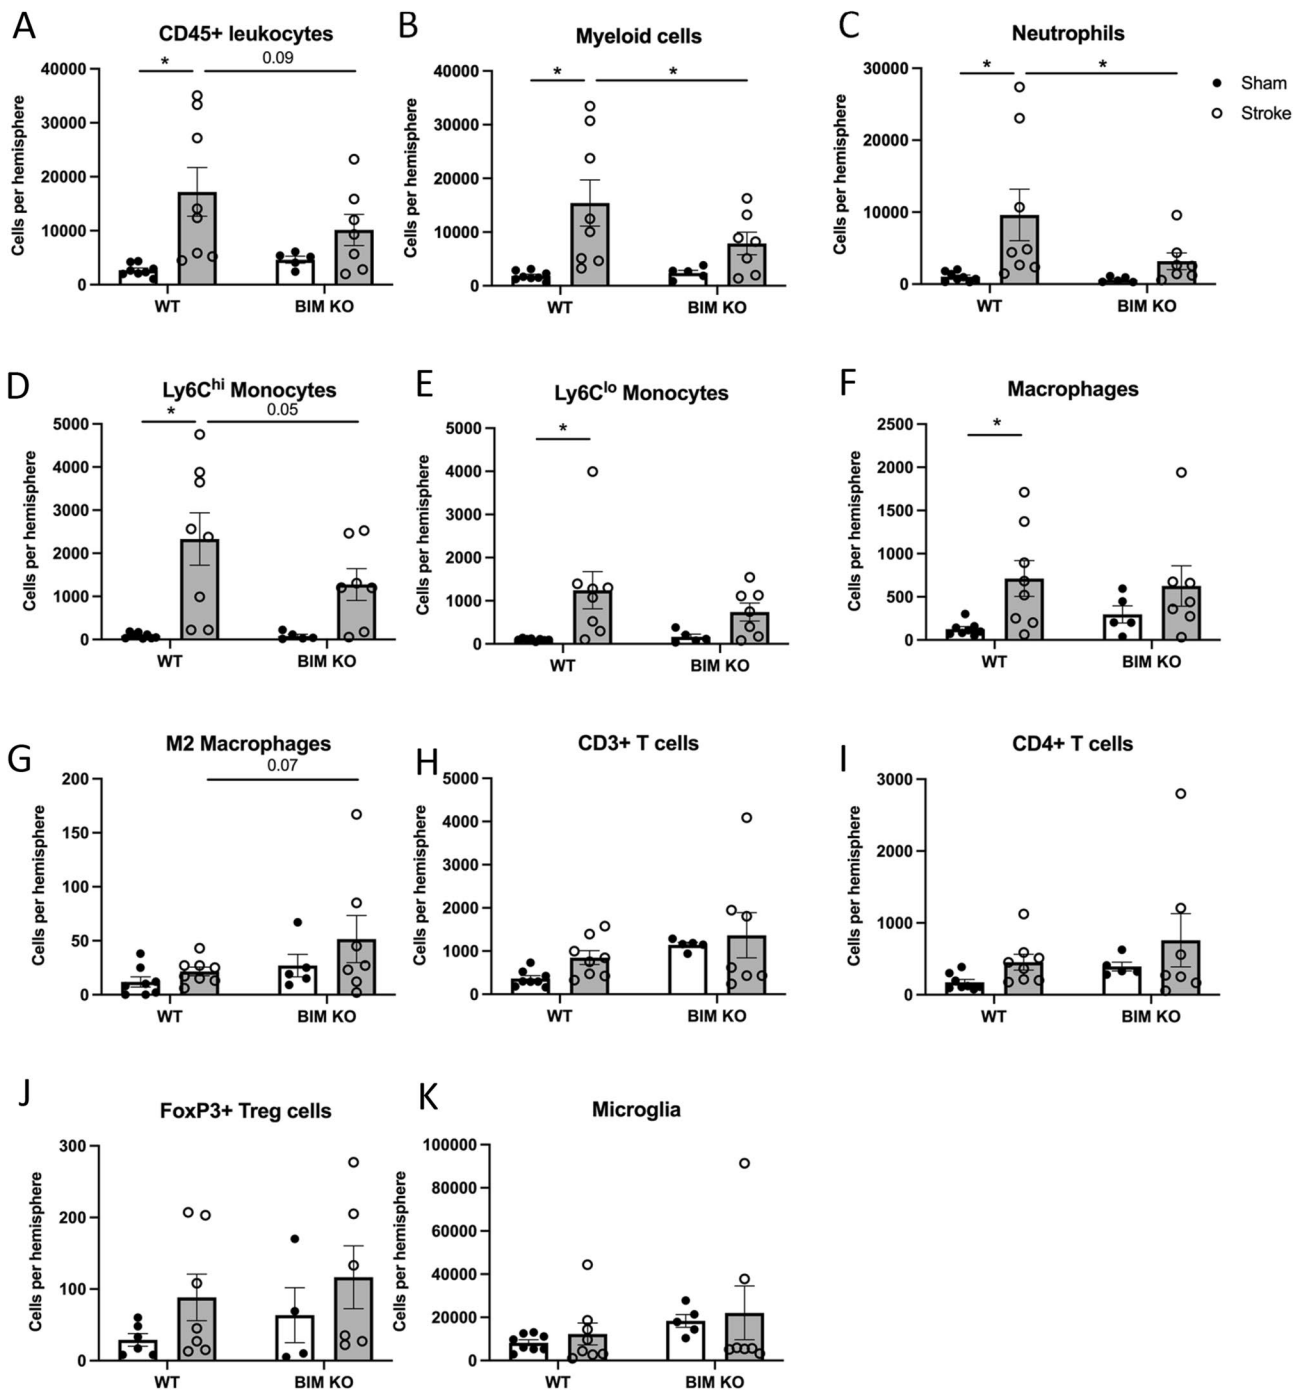 A
CD45+ leukocytes
*
0.09
Cells per hemisphere
40000
30000
20000
10000
0
WT
BIM KO
B
Myeloid cells
*
*
Cells per hemisphere
40000
30000
20000
10000
0
WT
BIM KO
C
Neutrophils
*
*
Cells per hemisphere
30000
20000
10000
0
WT
BIM KO
Sham
Stroke
D
Ly6Chi Monocytes
*
0.05
Cells per hemisphere
5000
4000
3000
2000
1000
0
WT
BIM KO
E
Ly6Clo Monocytes
*
Cells per hemisphere
5000
4000
3000
2000
1000
0
WT
BIM KO
F
Macrophages
*
Cells per hemisphere
2500
2000
1500
1000
500
0
WT
BIM KO
G
M2 Macrophages
0.07
Cells per hemisphere
200
150
100
50
0
WT
BIM KO
H
CD3+ T cells
Cells per hemisphere
5000
4000
3000
2000
1000
0
WT
BIM KO
I
CD4+ T cells
Cells per hemisphere
3000
2000
1000
0
WT
BIM KO
J
FoxP3+ Treg cells
Cells per hemisphere
300
200
100
0
WT
BIM KO
K
Microglia
Cells per hemisphere
100000
80000
60000
40000
20000
0
WT
BIM KO